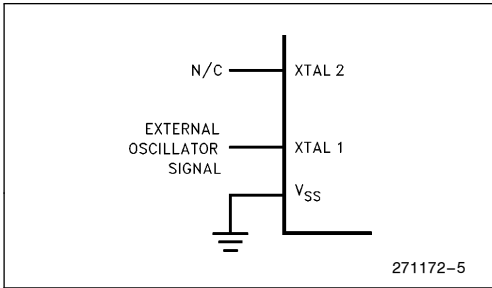 N/C XTAL 2
EXTERNAL
OSCILLATOR XTAL 1
SIGNAL
VSS
271172-5